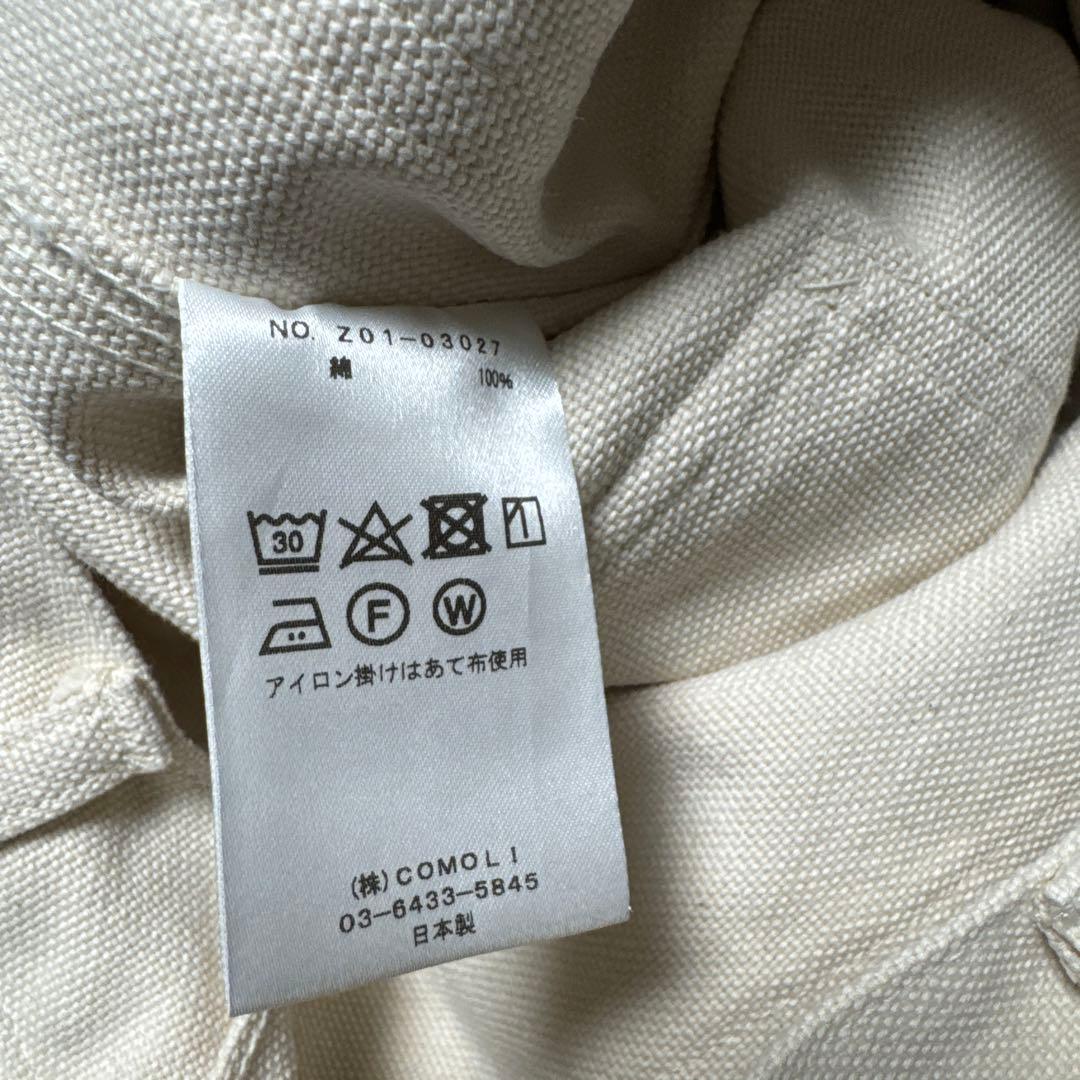 NO. Z01-03027
綿 100%
30
F W
アイロン掛けはあて布使用
(株)COMOLI
03-6433-5845
日本製